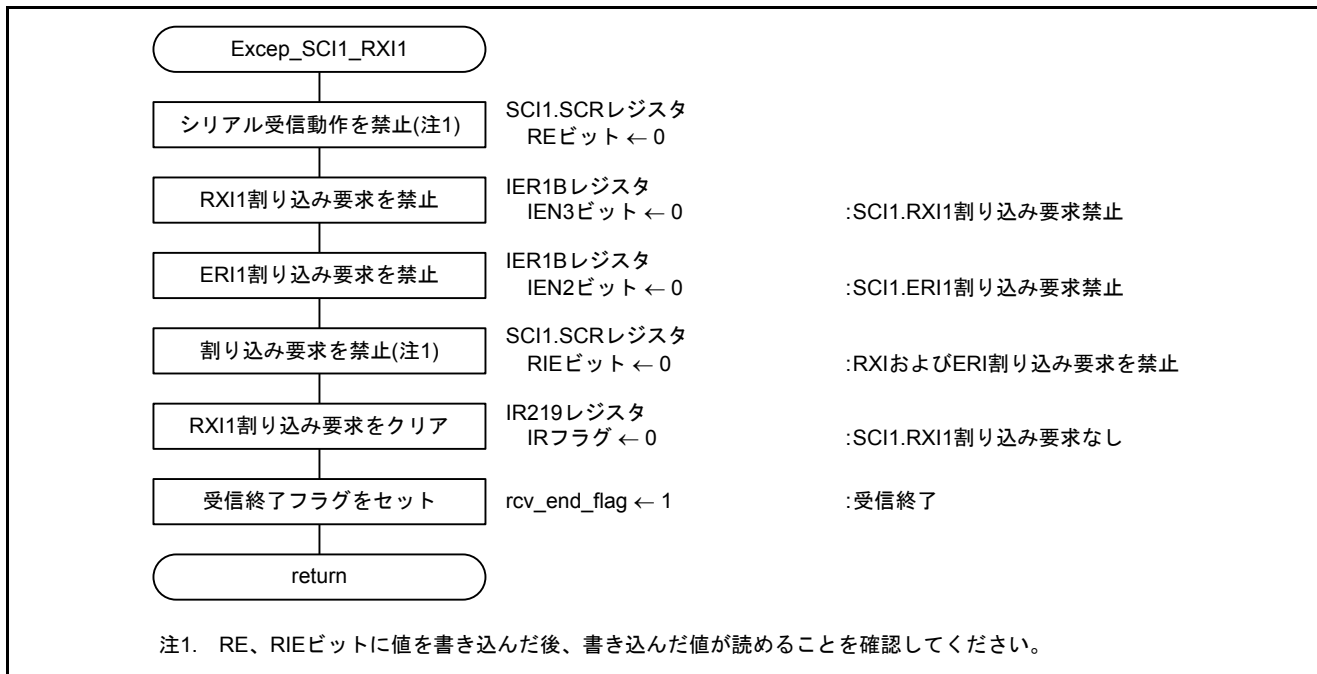 Excep_SCI1_RXI1
シリアル受信動作を禁止(注1)
SCI1.SCRレジスタ
REビット ← 0
RXI1割り込み要求を禁止
IER1Bレジスタ
IEN3ビット ← 0 :SCI1.RXI1割り込み要求禁止
ERI1割り込み要求を禁止
IER1Bレジスタ
IEN2ビット ← 0 :SCI1.ERI1割り込み要求禁止
割り込み要求を禁止(注1)
SCI1.SCRレジスタ
RIEビット ← 0 :RXIおよびERI割り込み要求を禁止
RXI1割り込み要求をクリア
IR219レジスタ
IRフラグ ← 0 :SCI1.RXI1割り込み要求なし
受信終了フラグをセット
rcv_end_flag ← 1 :受信終了
return
注1. RE、RIEビットに値を書き込んだ後、書き込んだ値が読めることを確認してください。